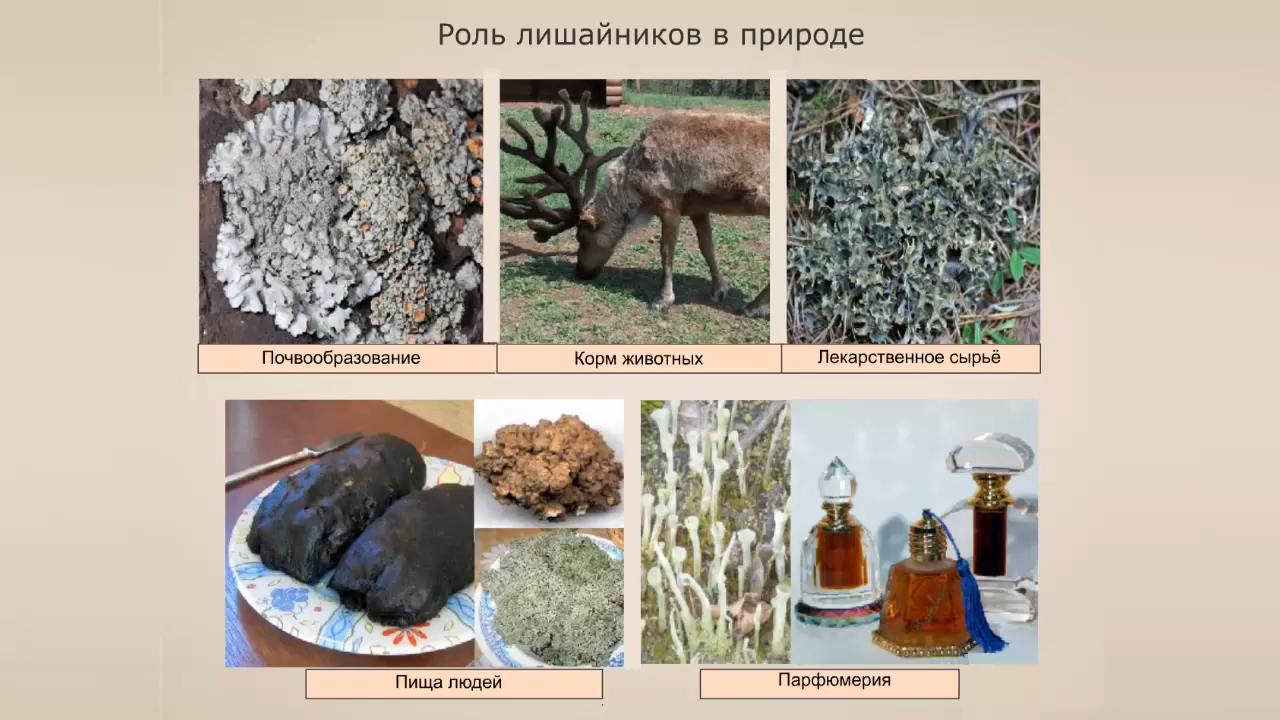 Роль лишайников в природе
Почвообразование
Корм животных
Лекарственное сырьё
Пища людей
Парфюмерия